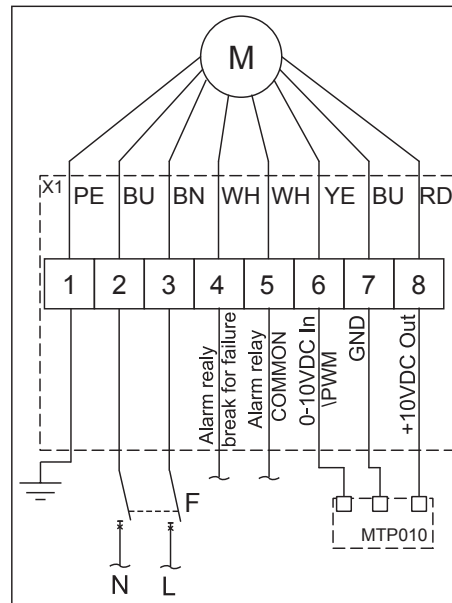 M
X1
PE BU BN WH WH YE BU RD
1 2 3 4 5 6 7 8
Alarm realy
break for failure
Alarm relay
COMMON
0-10VDC In
\PWM
GND
+10VDC Out
F
MTP010
N L